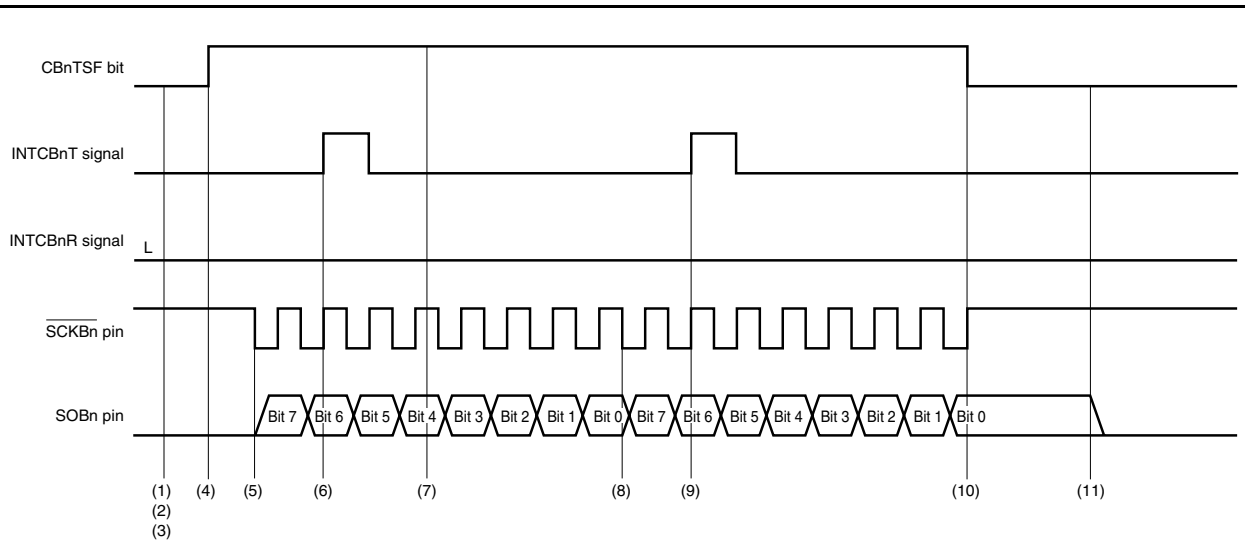 CBnTSF bit
INTCBnT signal
INTCBnR signal L
SCKBn pin
SOBn pin Bit 7 Bit 6 Bit 5 Bit 4 Bit 3 Bit 2 Bit 1 Bit 0 Bit 7 Bit 6 Bit 5 Bit 4 Bit 3 Bit 2 Bit 1 Bit 0
(1) (4) (5) (6) (7) (8) (9) (10) (11)
(2)
(3)